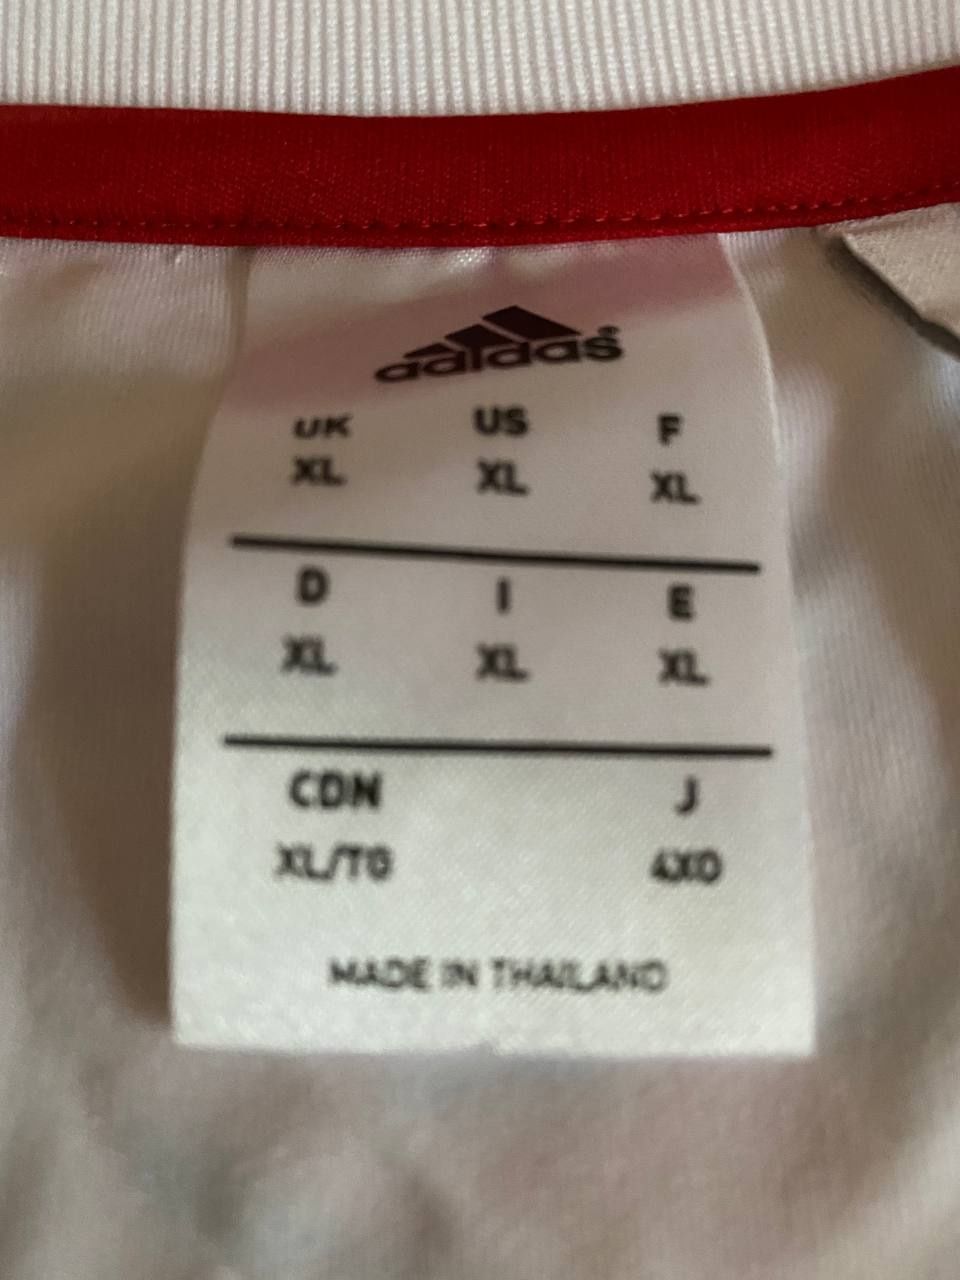 adidas®
UK US F
XL XL XL
D I E
XL XL XL
CDN J
XL/TG 4XO
MADE IN THAILAND